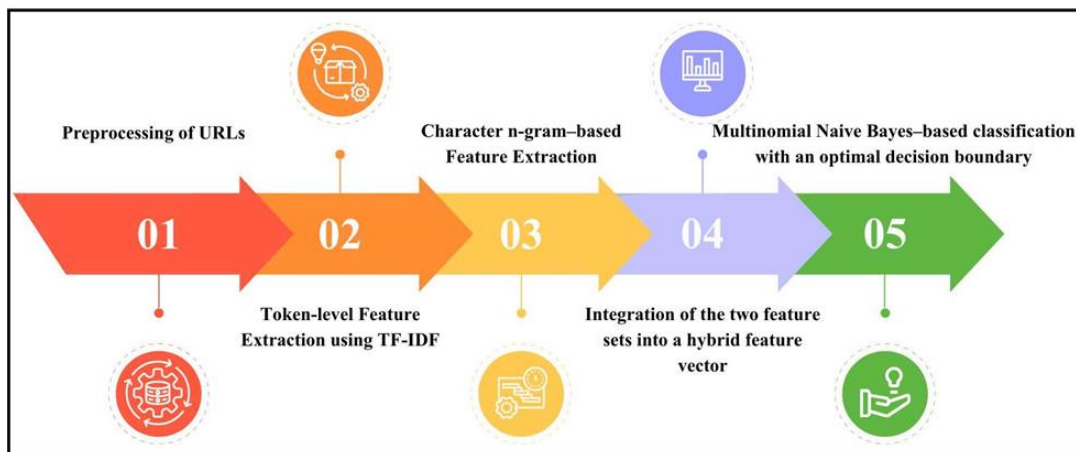 Preprocessing of URLs
Character n-gram–based
Feature Extraction
Multinomial Naive Bayes–based classification
with an optimal decision boundary
01
02
03
04
05
Token-level Feature
Extraction using TF-IDF
Integration of the two feature
sets into a hybrid feature
vector